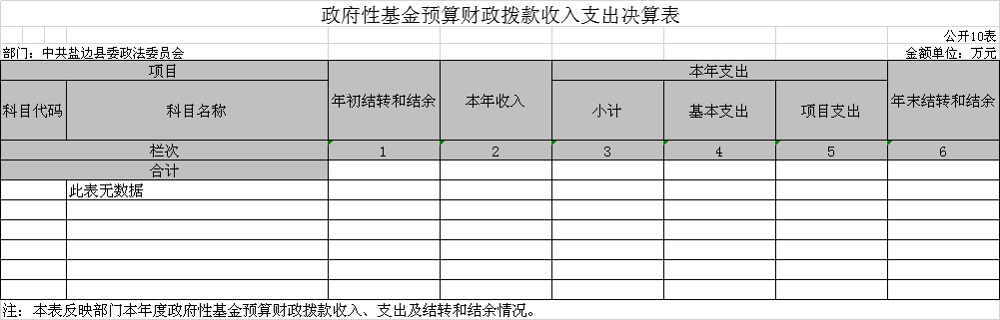 政府性基金预算财政拨款收入支出决算表
公开10表
部门：中共盐边县委政法委员会 金额单位：万元
项目 年初结转和结余 本年收入 本年支出 年末结转和结余
科目代码 科目名称 小计 基本支出 项目支出
栏次 1 2 3 4 5 6
合计
此表无数据
注：本表反映部门本年度政府性基金预算财政拨款收入、支出及结转和结余情况。